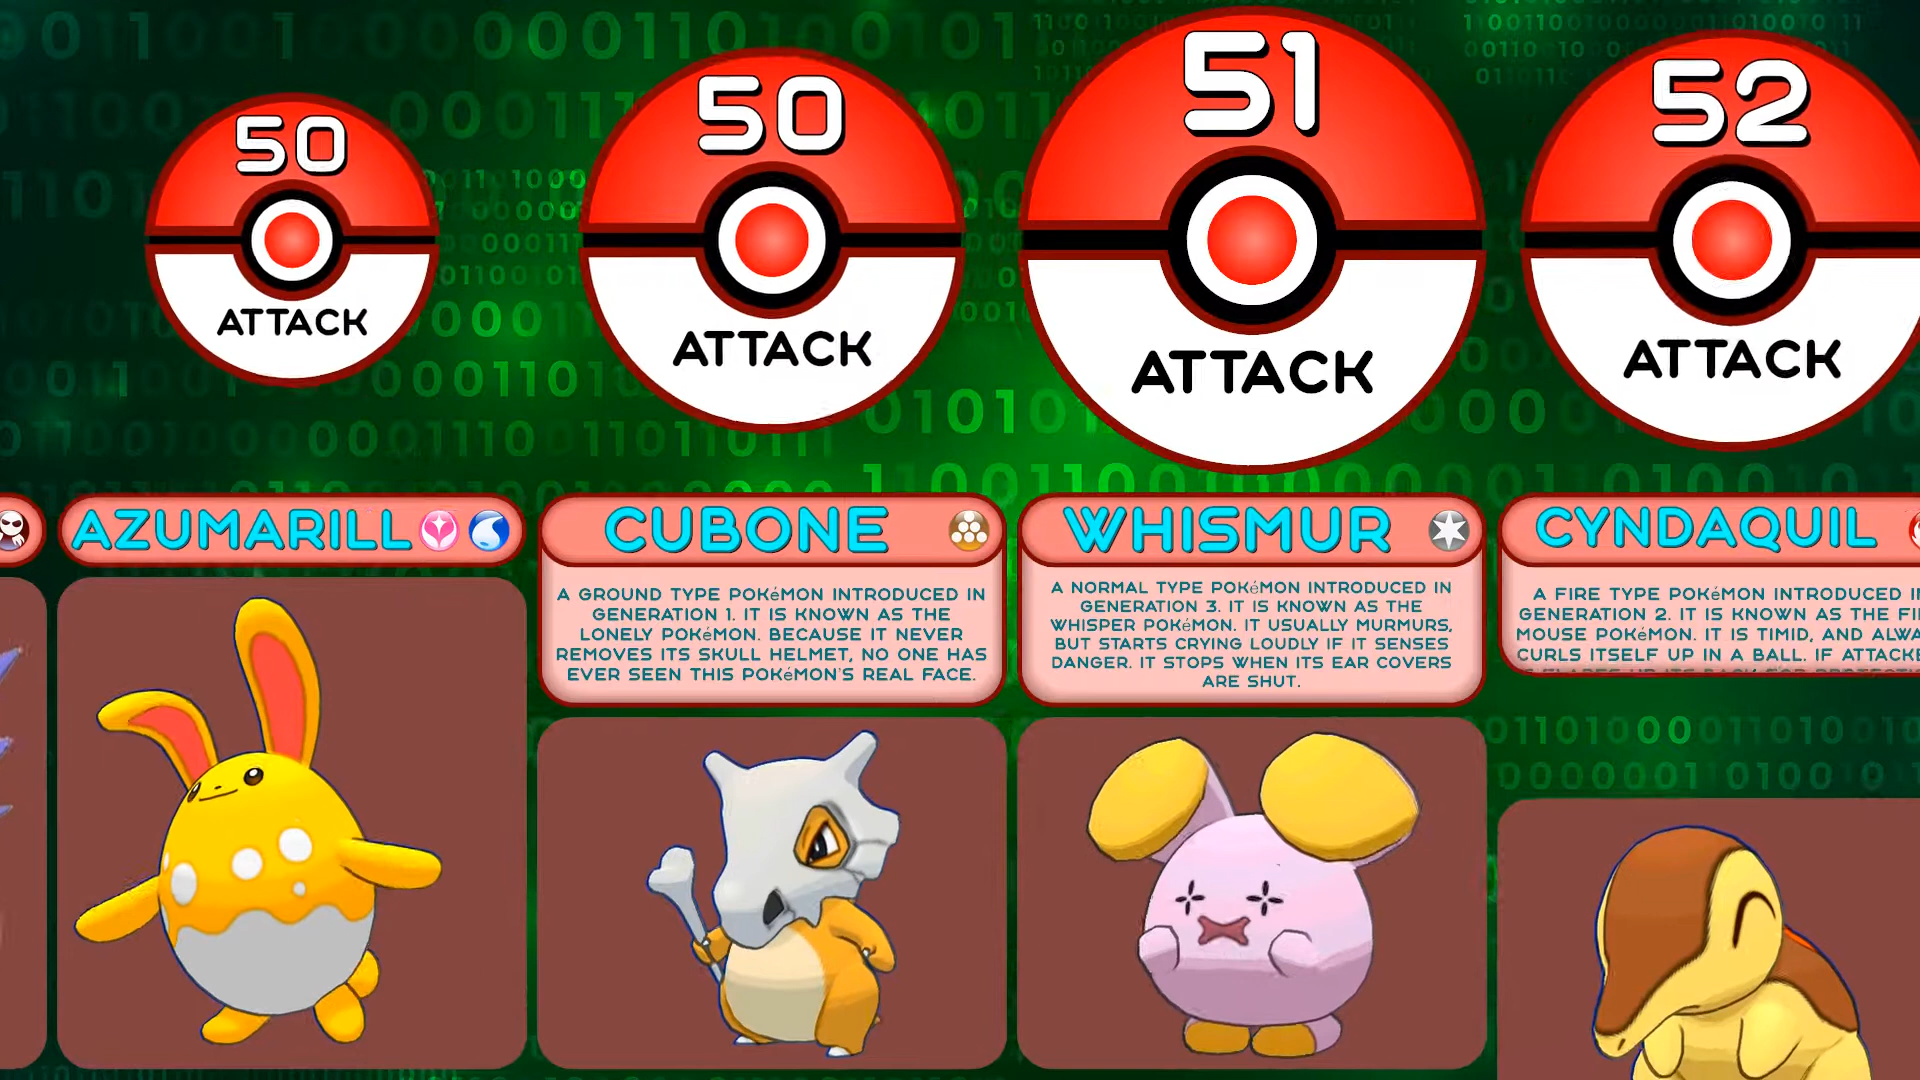 50
ATTACK
50
ATTACK
51
ATTACK
52
ATTACK
AZUMARILL
CUBONE
A GROUND TYPE POKéMON INTRODUCED IN
GENERATION 1. IT IS KNOWN AS THE
LONELY POKéMON. BECAUSE IT NEVER
REMOVES ITS SKULL HELMET, NO ONE HAS
EVER SEEN THIS POKéMON'S REAL FACE.
WHISMUR
A NORMAL TYPE POKéMON INTRODUCED IN
GENERATION 3. IT IS KNOWN AS THE
WHISPER POKéMON. IT USUALLY MURMURS,
BUT STARTS CRYING LOUDLY IF IT SENSES
DANGER. IT STOPS WHEN ITS EAR COVERS
ARE SHUT.
CYNDAQUIL
A FIRE TYPE POKéMON INTRODUCED
GENERATION 2. IT IS KNOWN AS THE
MOUSE POKéMON. IT IS TIMID, AND
CURLS ITSELF UP IN A BALL. IF